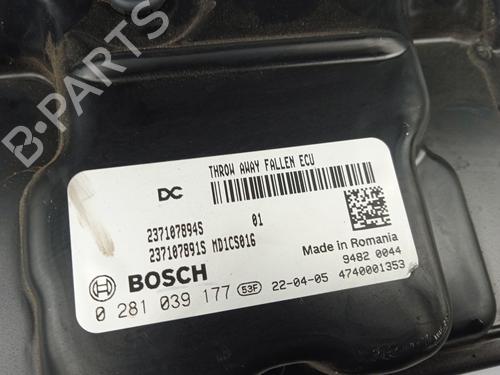 THROW AWAY FALLEN ECU
DC
237107894S 01
237107891S MD1CS016
Made in Romania
BOSCH
9482 0044
0 281 039 177 53F 22-04-05 4740001353
B-PARTS